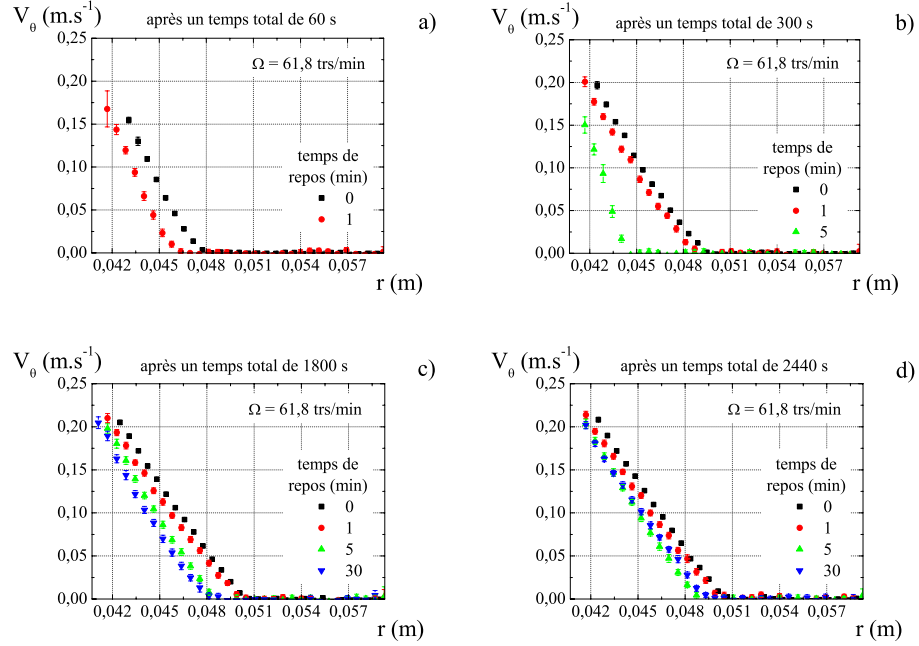 V_θ (m.s⁻¹)
après un temps total de 60 s
a)
0,25
0,20
0,15
0,10
0,05
0,00
Ω = 61,8 trs/min
temps de
repos (min)
0
1
0,042 0,045 0,048 0,051 0,054 0,057
r (m)
V_θ (m.s⁻¹)
après un temps total de 300 s
b)
0,25
0,20
0,15
0,10
0,05
0,00
Ω = 61,8 trs/min
temps de
repos (min)
0
1
5
0,042 0,045 0,048 0,051 0,054 0,057
r (m)
V_θ (m.s⁻¹)
après un temps total de 1800 s
c)
0,25
0,20
0,15
0,10
0,05
0,00
Ω = 61,8 trs/min
temps de
repos (min)
0
1
5
30
0,042 0,045 0,048 0,051 0,054 0,057
r (m)
V_θ (m.s⁻¹)
après un temps total de 2440 s
d)
0,25
0,20
0,15
0,10
0,05
0,00
Ω = 61,8 trs/min
temps de
repos (min)
0
1
5
30
0,042 0,045 0,048 0,051 0,054 0,057
r (m)